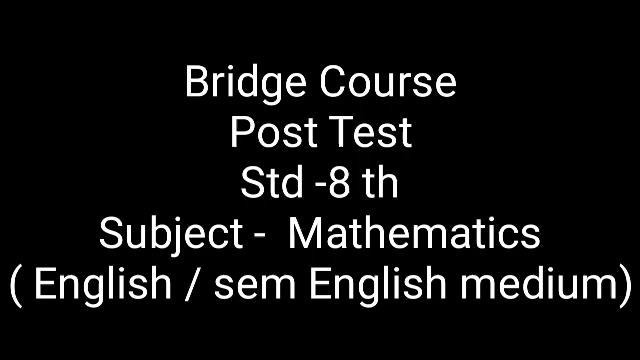 Bridge Course
Post Test
Std -8 th
Subject - Mathematics
( English / sem English medium)